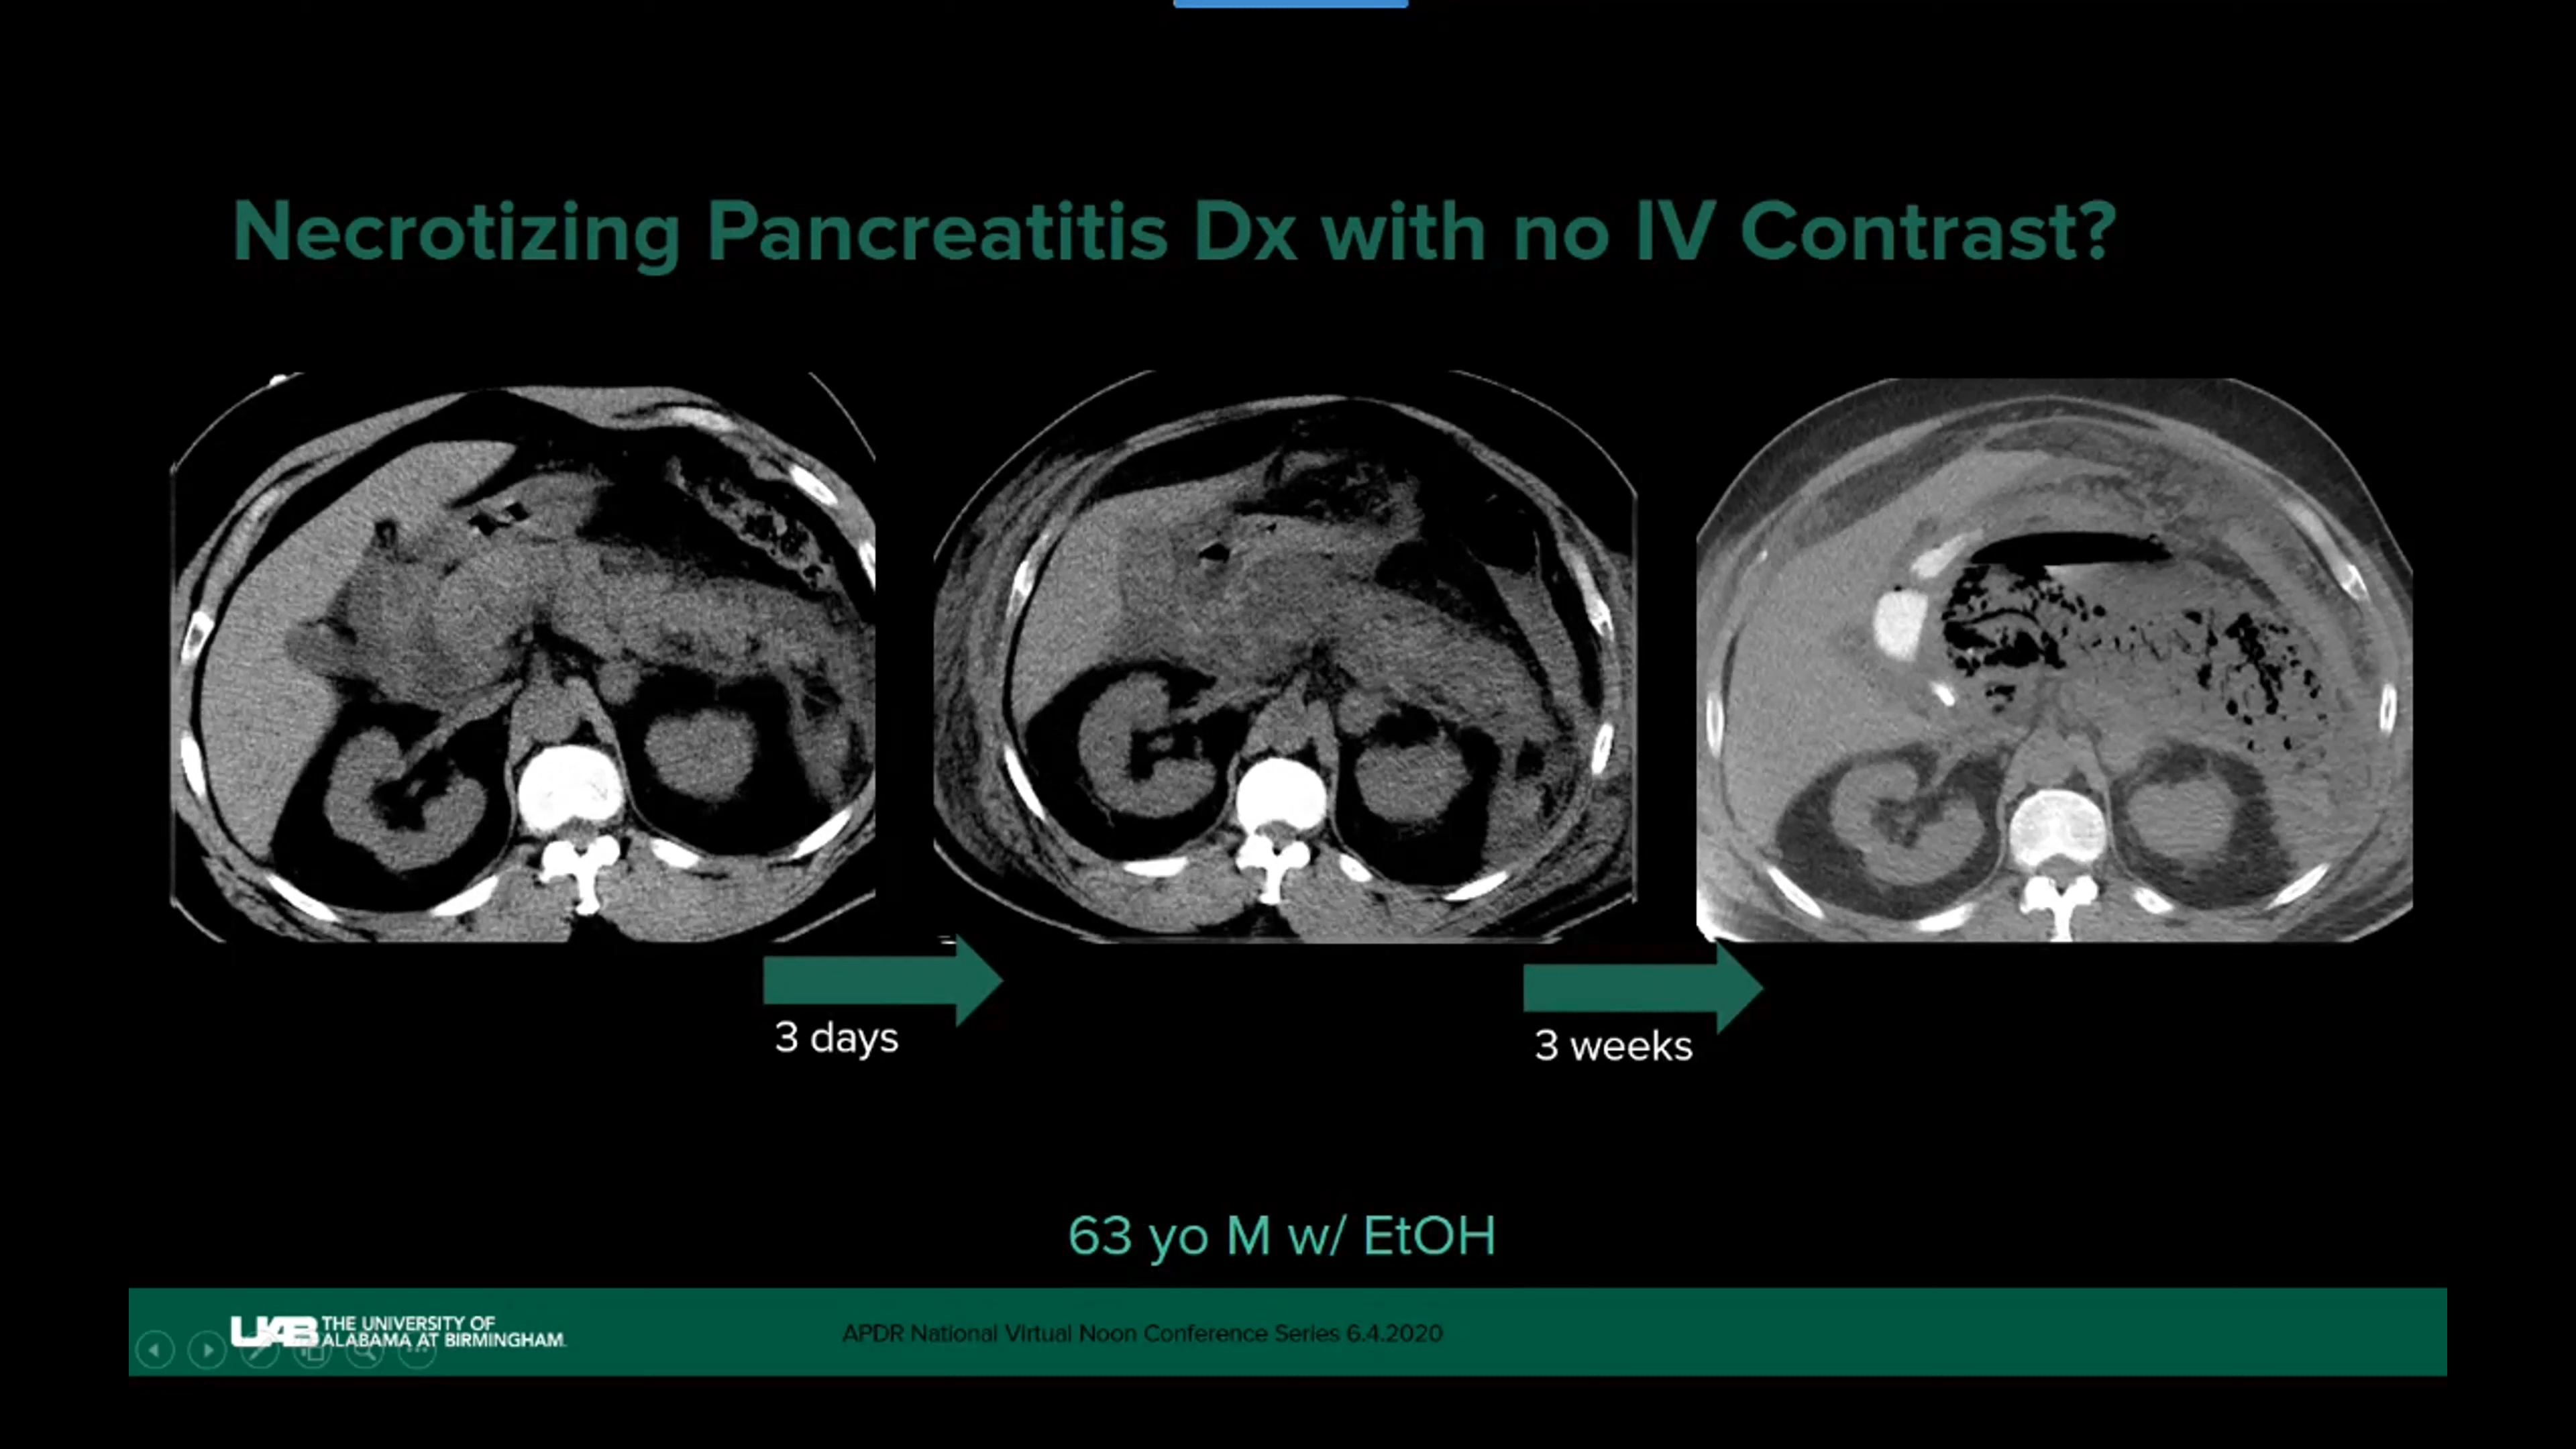 Necrotizing Pancreatitis Dx with no IV Contrast?
3 days
3 weeks
63 yo M w/ EtOH
UAB THE UNIVERSITY OF
ALABAMA AT BIRMINGHAM.
APDR National Virtual Noon Conference Series 6.4.2020